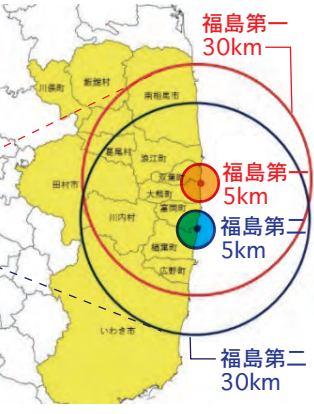 福島第一
30km
飯舘村
川俣町
南相馬市
葛尾村
浪江町
双葉町
福島第一
5km
田村市
大熊町
富岡町
川内村
福島第二
5km
楢葉町
広野町
いわき市
福島第二
30km